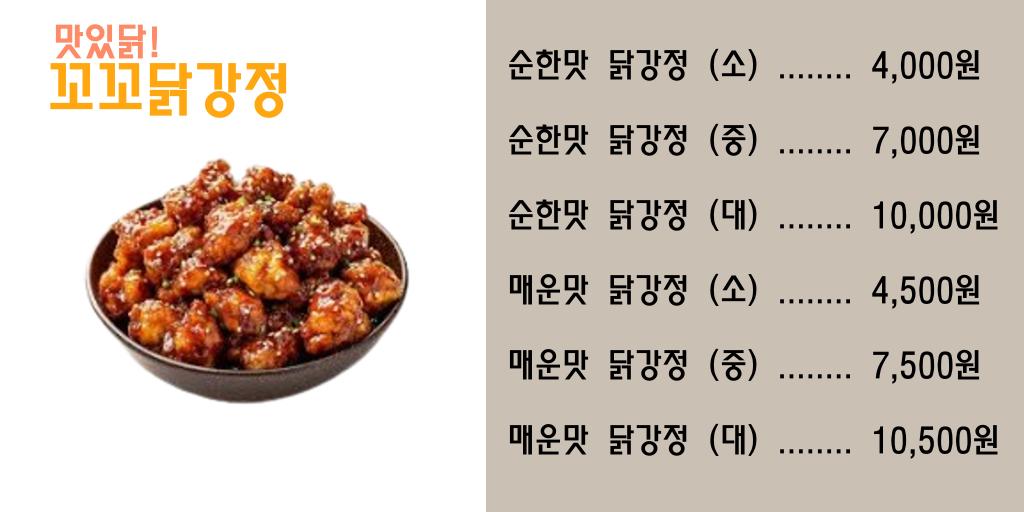 맛있닭!
꼬꼬닭강정
순한맛 닭강정 (소) ........ 4,000원
순한맛 닭강정 (중) ........ 7,000원
순한맛 닭강정 (대) ........ 10,000원
매운맛 닭강정 (소) ........ 4,500원
매운맛 닭강정 (중) ........ 7,500원
매운맛 닭강정 (대) ........ 10,500원